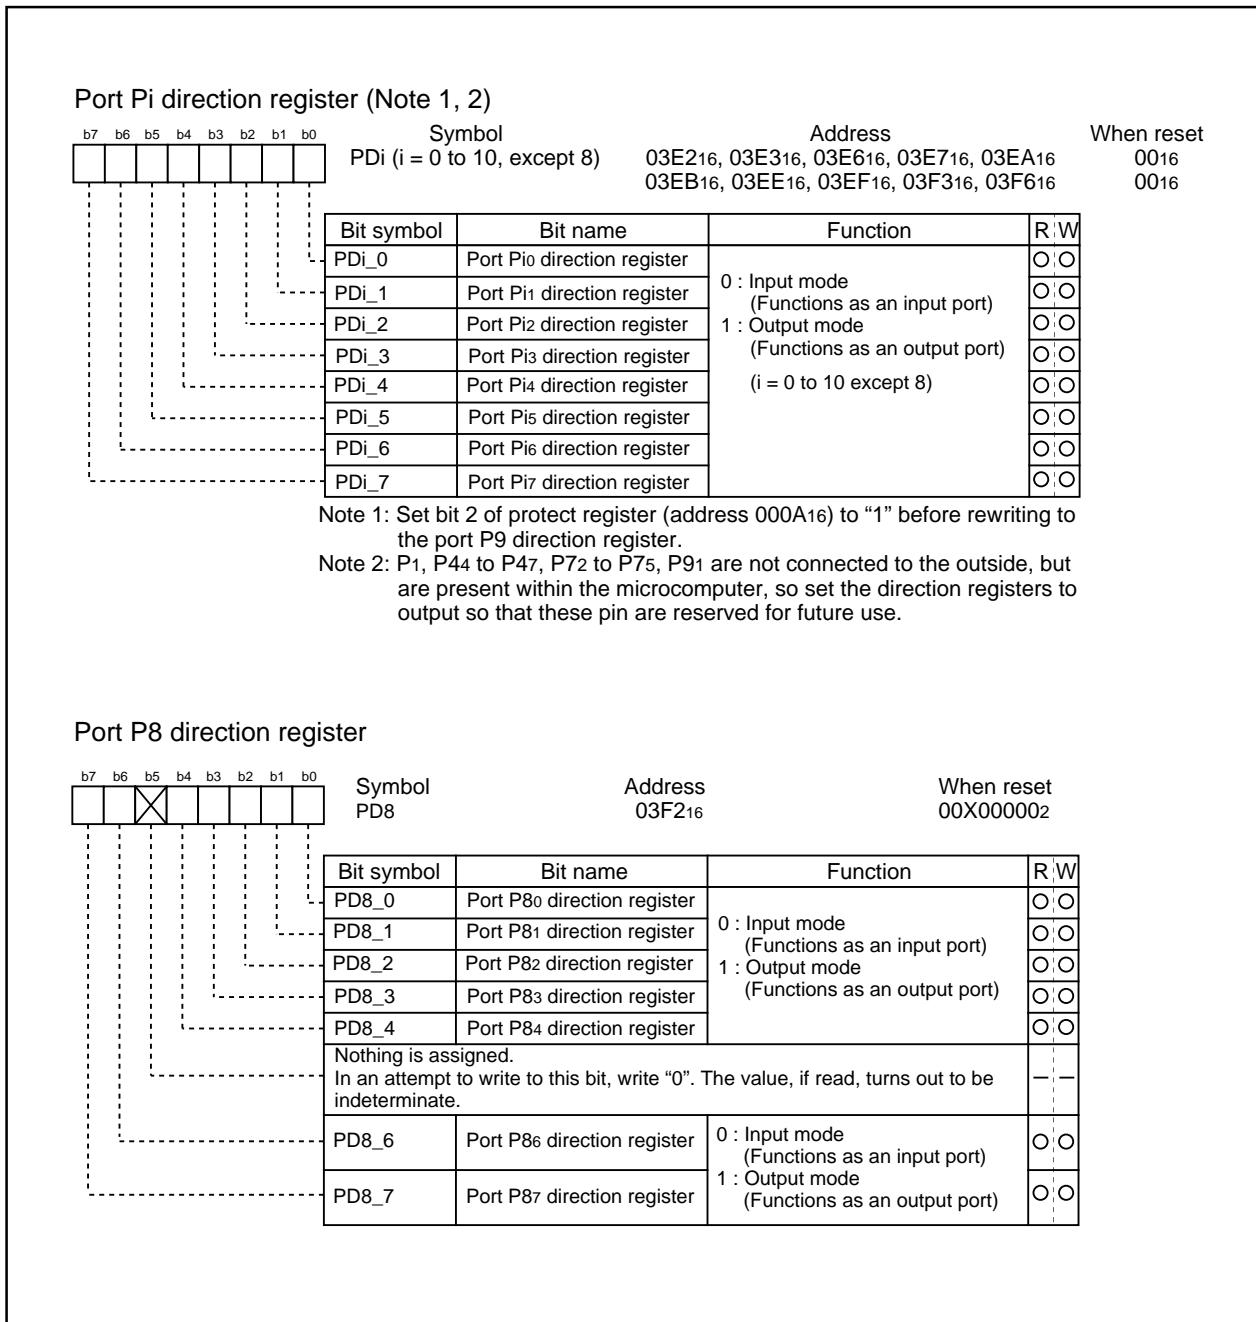 Port Pi direction register (Note 1, 2)
b7 b6 b5 b4 b3 b2 b1 b0
Symbol Address When reset
PDi (i = 0 to 10, except 8) 03E216, 03E316, 03E616, 03E716, 03EA16 0016
03EB16, 03EE16, 03EF16, 03F316, 03F616 0016
Bit symbol Bit name Function R W
PDi_0 Port Pi0 direction register
PDi_1 Port Pi1 direction register
PDi_2 Port Pi2 direction register
PDi_3 Port Pi3 direction register
PDi_4 Port Pi4 direction register
PDi_5 Port Pi5 direction register
PDi_6 Port Pi6 direction register
PDi_7 Port Pi7 direction register
0 : Input mode
(Functions as an input port)
1 : Output mode
(Functions as an output port)
(i = 0 to 10 except 8)
Note 1: Set bit 2 of protect register (address 000A16) to “1” before rewriting to
the port P9 direction register.
Note 2: P1, P44 to P47, P72 to P75, P91 are not connected to the outside, but
are present within the microcomputer, so set the direction registers to
output so that these pin are reserved for future use.
Port P8 direction register
b7 b6 b5 b4 b3 b2 b1 b0
Symbol Address When reset
PD8 03F216 00X000002
Bit symbol Bit name Function R W
PD8_0 Port P80 direction register
PD8_1 Port P81 direction register
PD8_2 Port P82 direction register
PD8_3 Port P83 direction register
PD8_4 Port P84 direction register
0 : Input mode
(Functions as an input port)
1 : Output mode
(Functions as an output port)
Nothing is assigned.
In an attempt to write to this bit, write “0”. The value, if read, turns out to be
indeterminate.
PD8_6 Port P86 direction register
PD8_7 Port P87 direction register
0 : Input mode
(Functions as an input port)
1 : Output mode
(Functions as an output port)